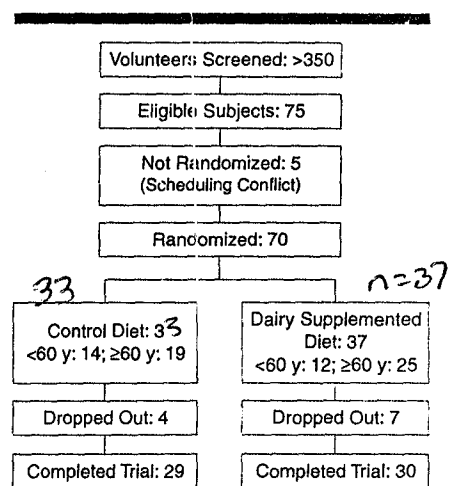 Volunteers Screened: >350
Eligible Subjects: 75
Not Randomized: 5
(Scheduling Conflict)
Randomized: 70
33
n=37
Control Diet: 33
<60 y: 14; ≥60 y: 19
Dairy Supplemented
Diet: 37
<60 y: 12; ≥60 y: 25
Dropped Out: 4
Dropped Out: 7
Completed Trial: 29
Completed Trial: 30